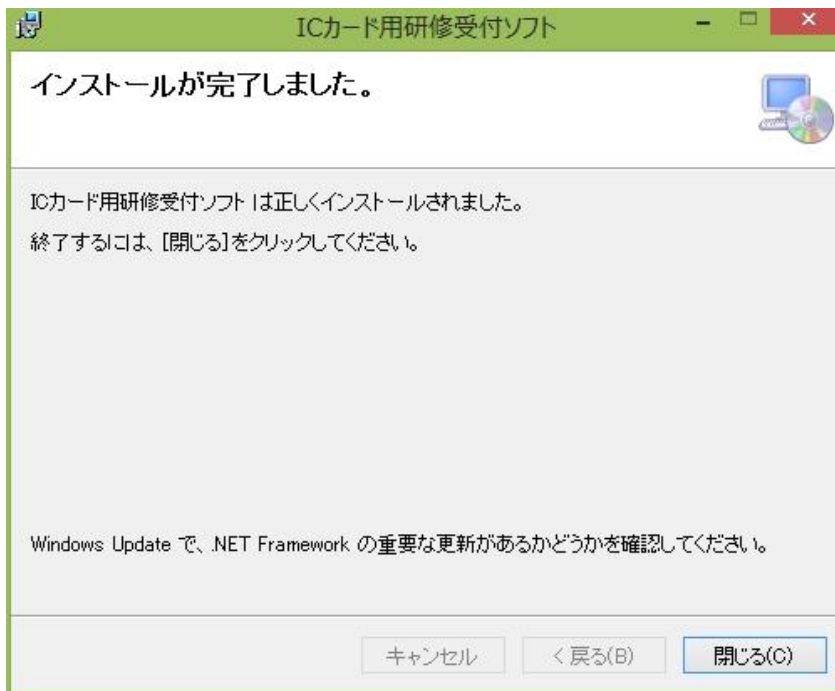 ICカード用研修受付ソフト
インストールが完了しました。
ICカード用研修受付ソフト は正しくインストールされました。
終了するには、[閉じる]をクリックしてください。
Windows Update で、.NET Framework の重要な更新があるかどうかを確認してください。
キャンセル
< 戻る(B)
閉じる(C)